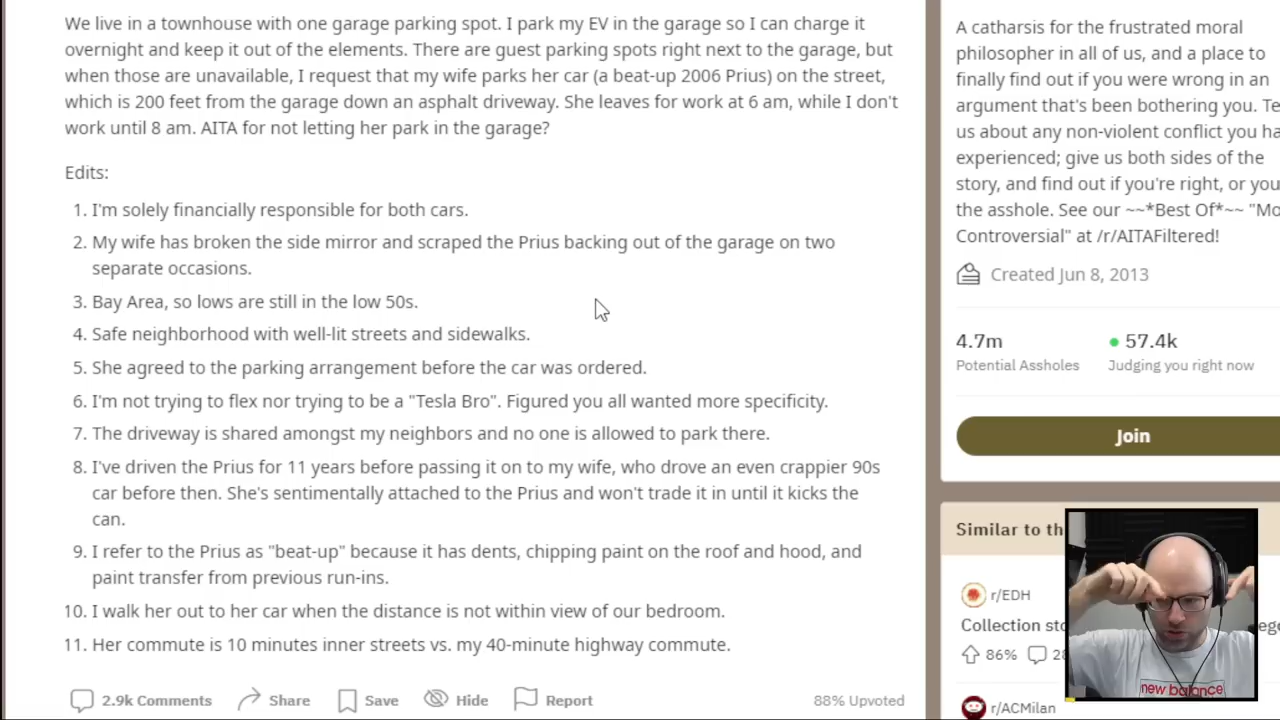 We live in a townhouse with one garage parking spot. I park my EV in the garage so I can charge it
overnight and keep it out of the elements. There are guest parking spots right next to the garage, but
when those are unavailable, I request that my wife parks her car (a beat-up 2006 Prius) on the street,
which is 200 feet from the garage down an asphalt driveway. She leaves for work at 6 am, while I don't
work until 8 am. AITA for not letting her park in the garage?
Edits:
1. I'm solely financially responsible for both cars.
2. My wife has broken the side mirror and scraped the Prius backing out of the garage on two
separate occasions.
3. Bay Area, so lows are still in the low 50s.
4. Safe neighborhood with well-lit streets and sidewalks.
5. She agreed to the parking arrangement before the car was ordered.
6. I'm not trying to flex nor trying to be a "Tesla Bro". Figured you all wanted more specificity.
7. The driveway is shared amongst my neighbors and no one is allowed to park there.
8. I've driven the Prius for 11 years before passing it on to my wife, who drove an even crappier 90s
car before then. She's sentimentally attached to the Prius and won't trade it in until it kicks the
can.
9. I refer to the Prius as "beat-up" because it has dents, chipping paint on the roof and hood, and
paint transfer from previous run-ins.
10. I walk her out to her car when the distance is not within view of our bedroom.
11. Her commute is 10 minutes inner streets vs. my 40-minute highway commute.
2.9k Comments Share Save Hide Report 88% Upvoted
A catharsis for the frustrated moral
philosopher in all of us, and a place to
finally find out if you were wrong in an
argument that's been bothering you. Te
us about any non-violent conflict you ha
experienced; give us both sides of the
story, and find out if you're right, or you
the asshole. See our ~~*Best Of*~~ "Mo
Controversial" at /r/AITAFiltered!
Created Jun 8, 2013
4.7m 57.4k
Potential Assholes Judging you right now
Join
Similar to th
r/EDH
Collection sto
86% 28
r/ACMilan
new balance